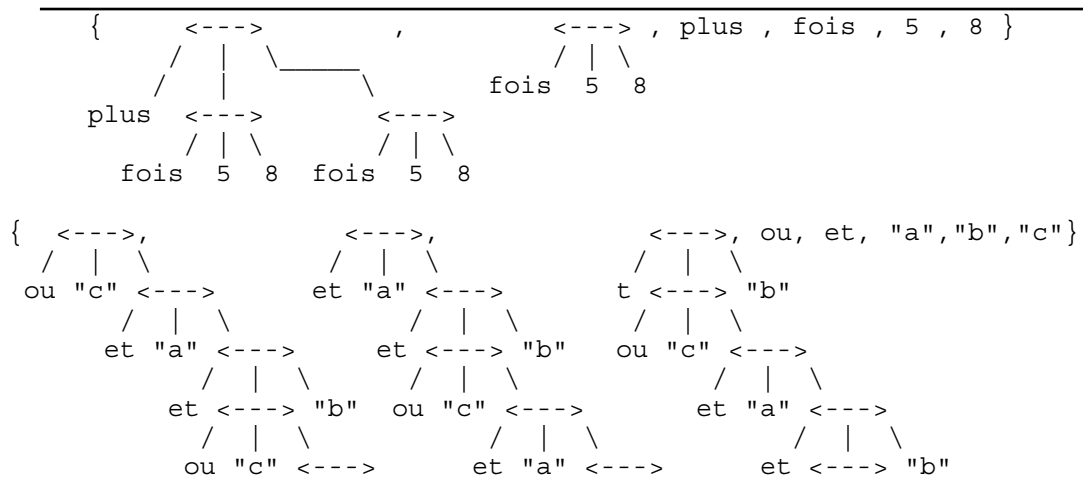 {     <--->        ,         <---> , plus , fois , 5 , 8 }
     /  |  \_____            / | \
    /   |        \        fois 5 8
 plus <--->     <--->
      / | \     / | \
  fois 5 8 fois 5 8
{ <--->,          <--->,          <--->, ou, et, "a","b","c"}
  / | \           / | \           / | \
ou "c" <--->    et "a" <--->    t <---> "b"
      / | \          / | \        / | \
    et "a" <--->   et <---> "b" ou "c" <--->
          / | \      / | \            / | \
        et <---> "b" ou "c" <--->   et "a" <--->
          / | \            / | \          / | \
        ou "c" <--->     et "a" <--->   et <---> "b"